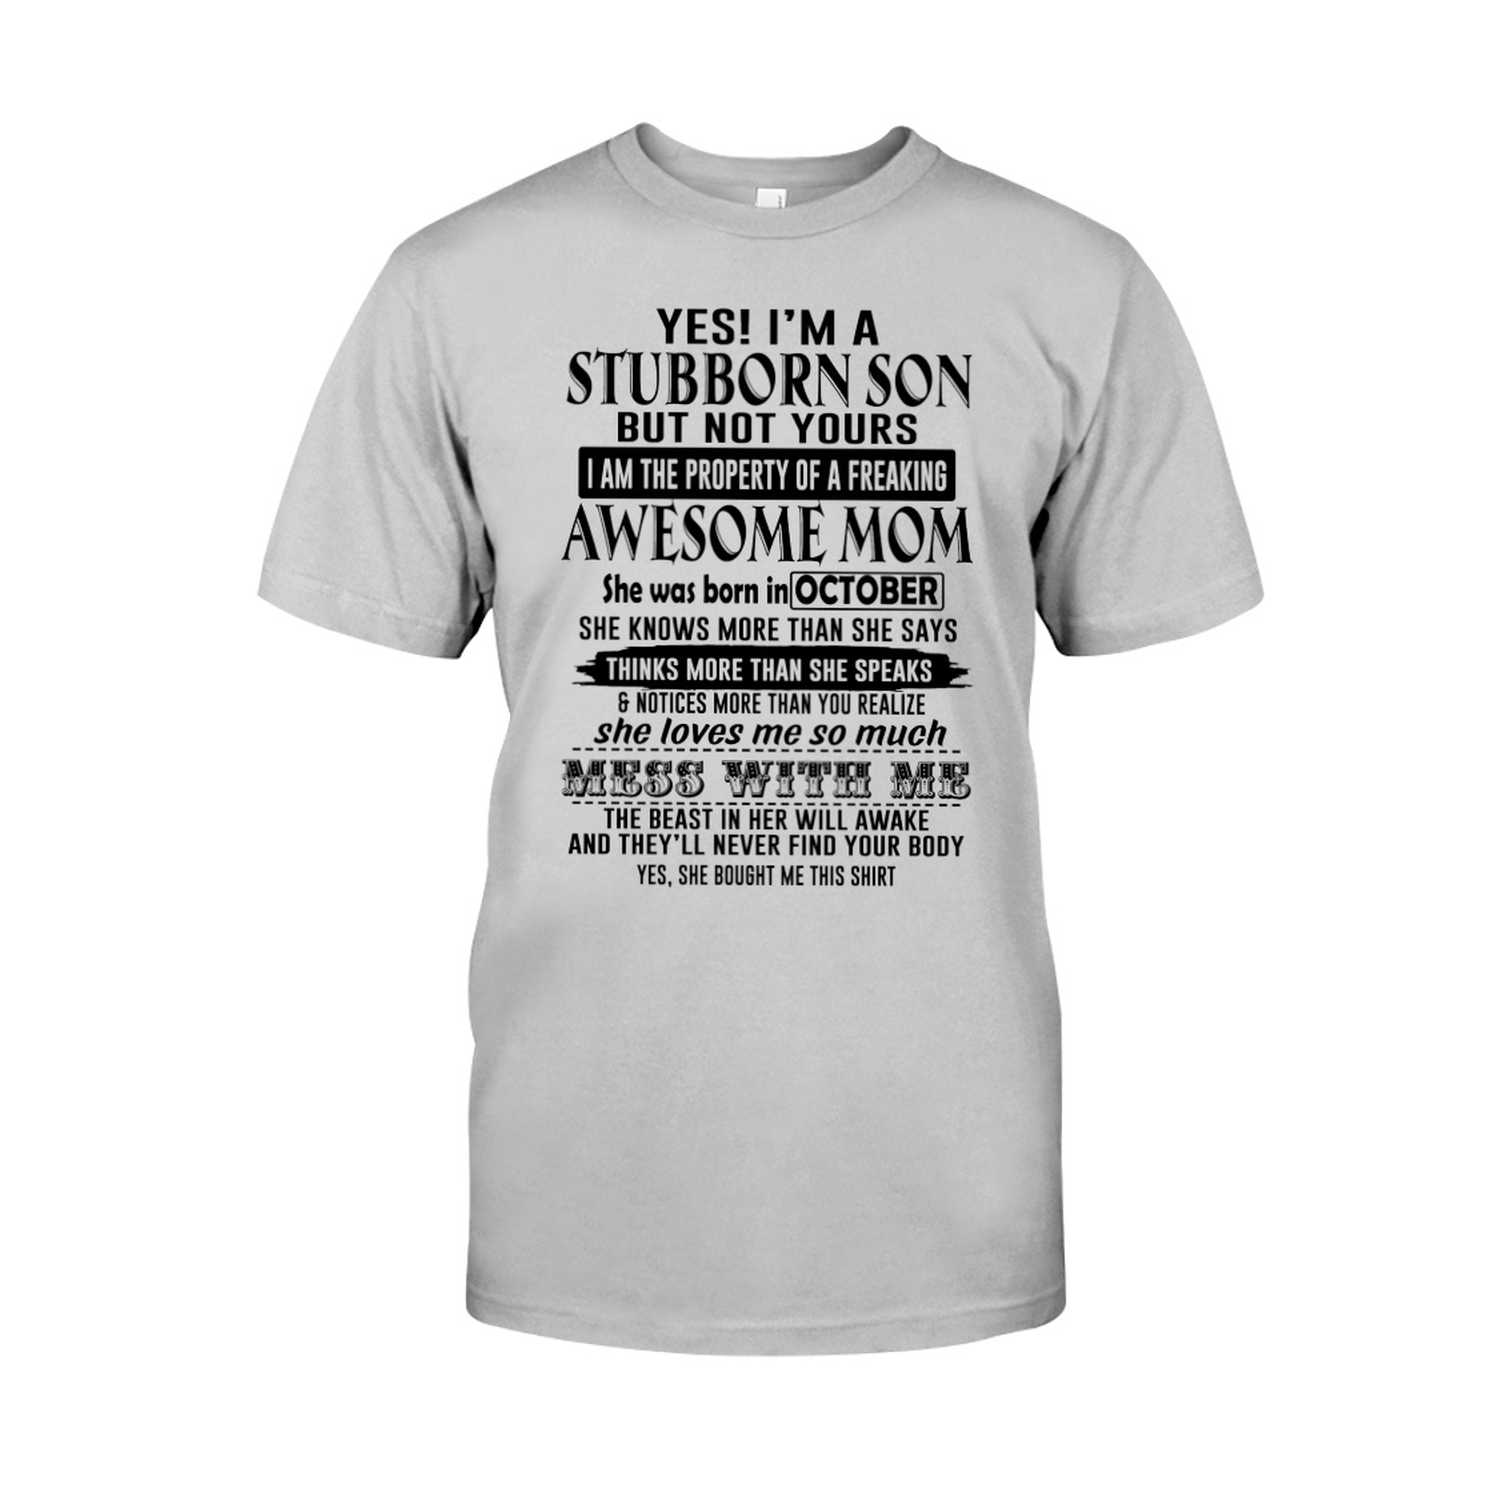 YES! I'M A
STUBBORN SON
BUT NOT YOURS
I AM THE PROPERTY OF A FREAKING
AWESOME MOM
She was born in OCTOBER
SHE KNOWS MORE THAN SHE SAYS
THINKS MORE THAN SHE SPEAKS
& NOTICES MORE THAN YOU REALIZE
she loves me so much
MESS WITH ME
THE BEAST IN HER WILL AWAKE
AND THEY'LL NEVER FIND YOUR BODY
YES, SHE BOUGHT ME THIS SHIRT